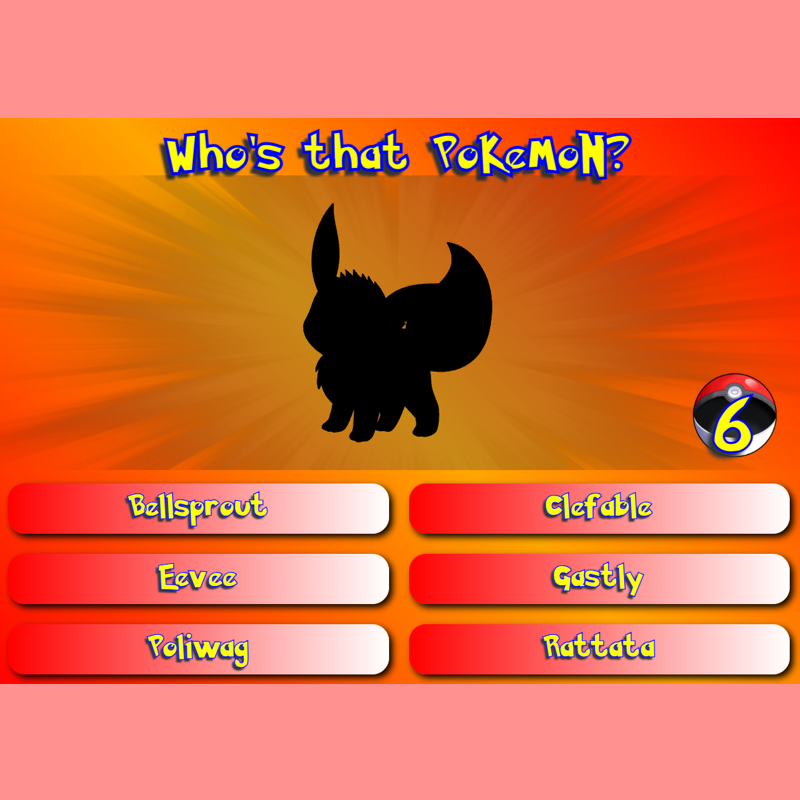 Who's that PoKeMoN?
6
Bellsprout
Clefable
Eevee
Gastly
Poliwag
Rattata